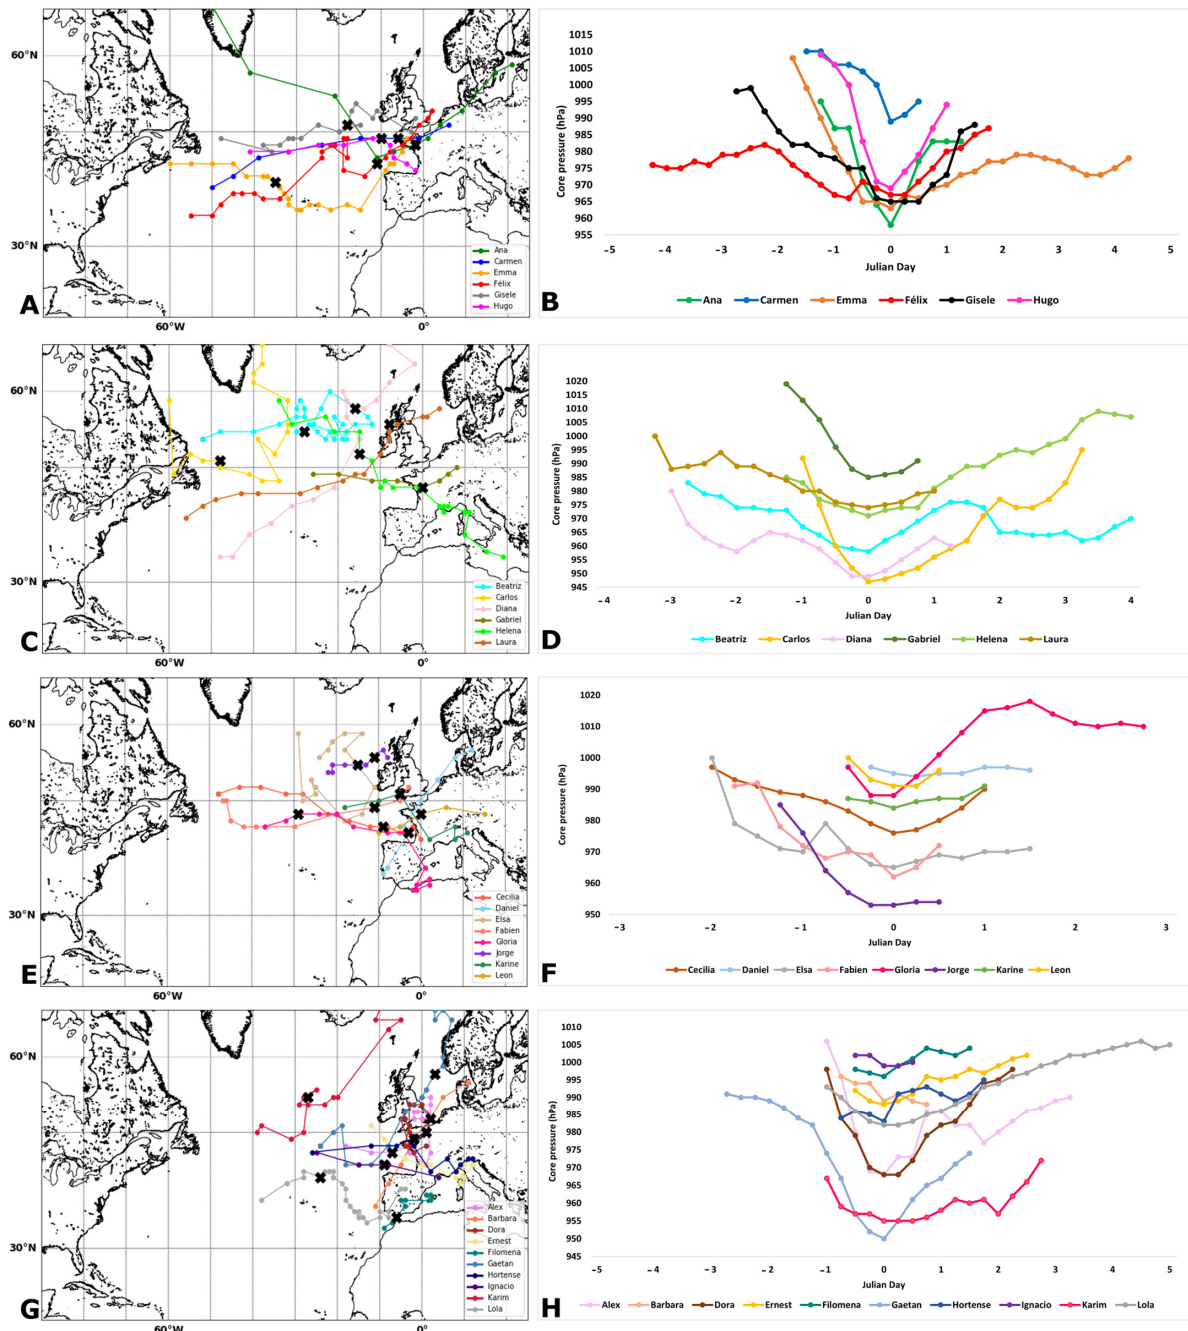 60°N
30°N
60°W
0°
Ana
Carmen
Emma
Félix
Gisele
Hugo
A
1015
1010
1005
1000
995
990
985
980
975
970
965
960
955
Core pressure (hPa)
−5 −4 −3 −2 −1 0 1 2 3 4 5
Julian Day
Ana Carmen Emma Félix Gisele Hugo
B
60°N
30°N
60°W
0°
Beatriz
Carlos
Diana
Gabriel
Helena
Laura
C
1020
1015
1010
1005
1000
995
990
985
980
975
970
965
960
955
950
945
Core pressure (hPa)
−4 −3 −2 −1 0 1 2 3 4
Julian Day
Beatriz Carlos Diana Gabriel Helena Laura
D
60°N
30°N
60°W
0°
Cecilia
Daniel
Elsa
Fabien
Gloria
Jorge
Karine
Leon
E
1020
1010
1000
990
980
970
960
950
Core pressure (hPa)
−3 −2 −1 0 1 2 3
Julian Day
Cecilia Daniel Elsa Fabien Gloria Jorge Karine Leon
F
60°N
30°N
60°W
0°
Alex
Barbara
Dora
Ernest
Filomena
Gaetan
Hortense
Ignacio
Karim
Lola
G
1010
1005
1000
995
990
985
980
975
970
965
960
955
950
945
Core pressure (hPa)
−5 −4 −3 −2 −1 0 1 2 3 4 5
Julian Day
Alex Barbara Dora Ernest Filomena Gaetan Hortense Ignacio Karim Lola
H